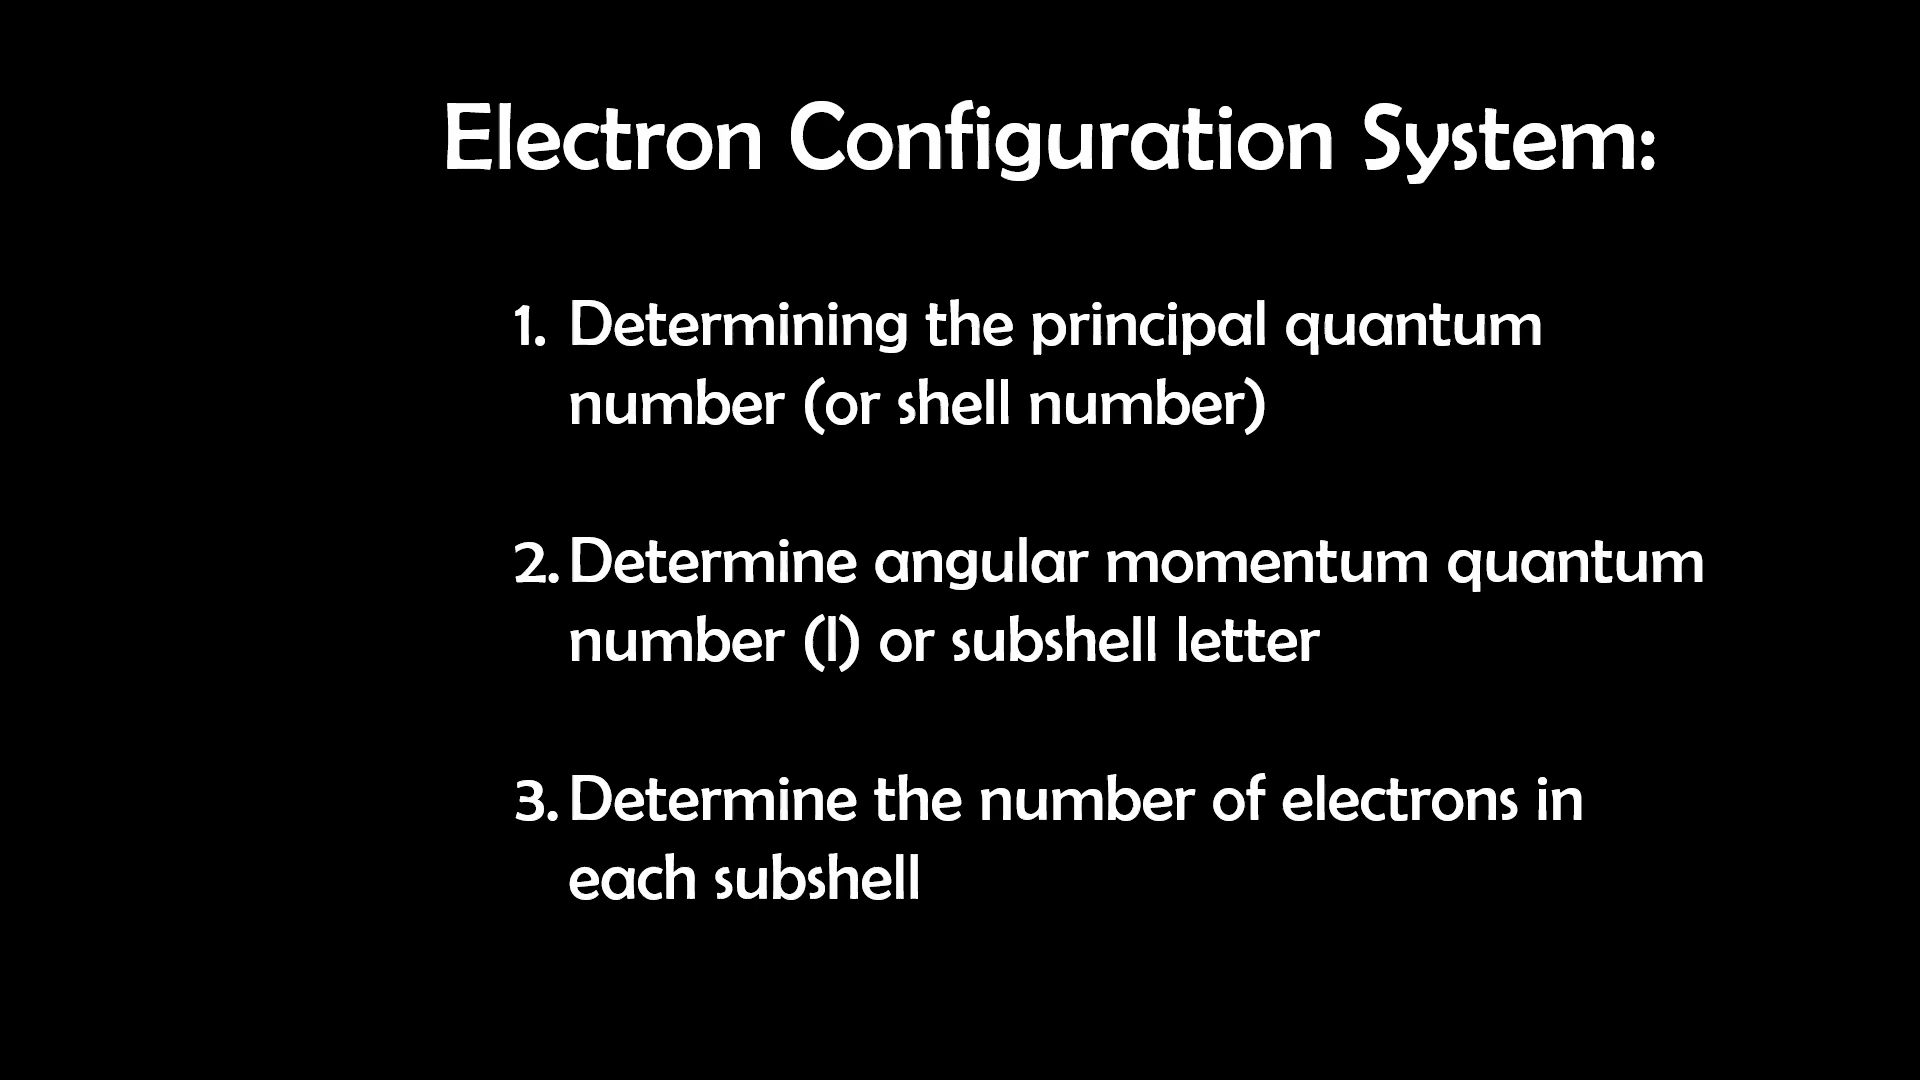 Electron Configuration System:
1. Determining the principal quantum
number (or shell number)
2. Determine angular momentum quantum
number (l) or subshell letter
3. Determine the number of electrons in
each subshell